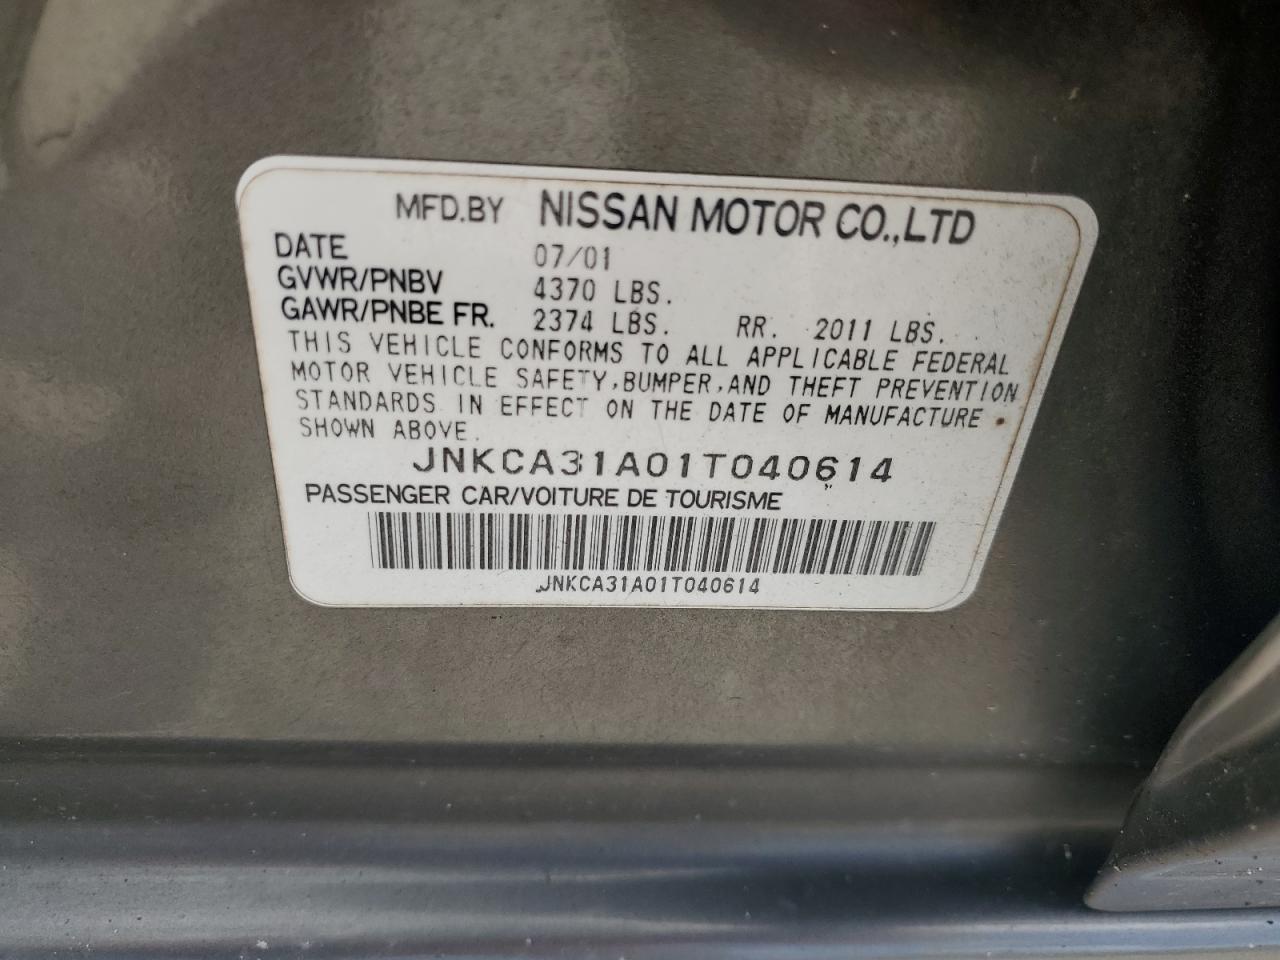 MFD.BY NISSAN MOTOR CO.,LTD
DATE 07/01
GVWR/PNBV 4370 LBS.
GAWR/PNBE FR. 2374 LBS. RR. 2011 LBS.
THIS VEHICLE CONFORMS TO ALL APPLICABLE FEDERAL
MOTOR VEHICLE SAFETY,BUMPER,AND THEFT PREVENTION
STANDARDS IN EFFECT ON THE DATE OF MANUFACTURE
SHOWN ABOVE.
JNKCA31A01T040614
PASSENGER CAR/VOITURE DE TOURISME
JNKCA31A01T040614